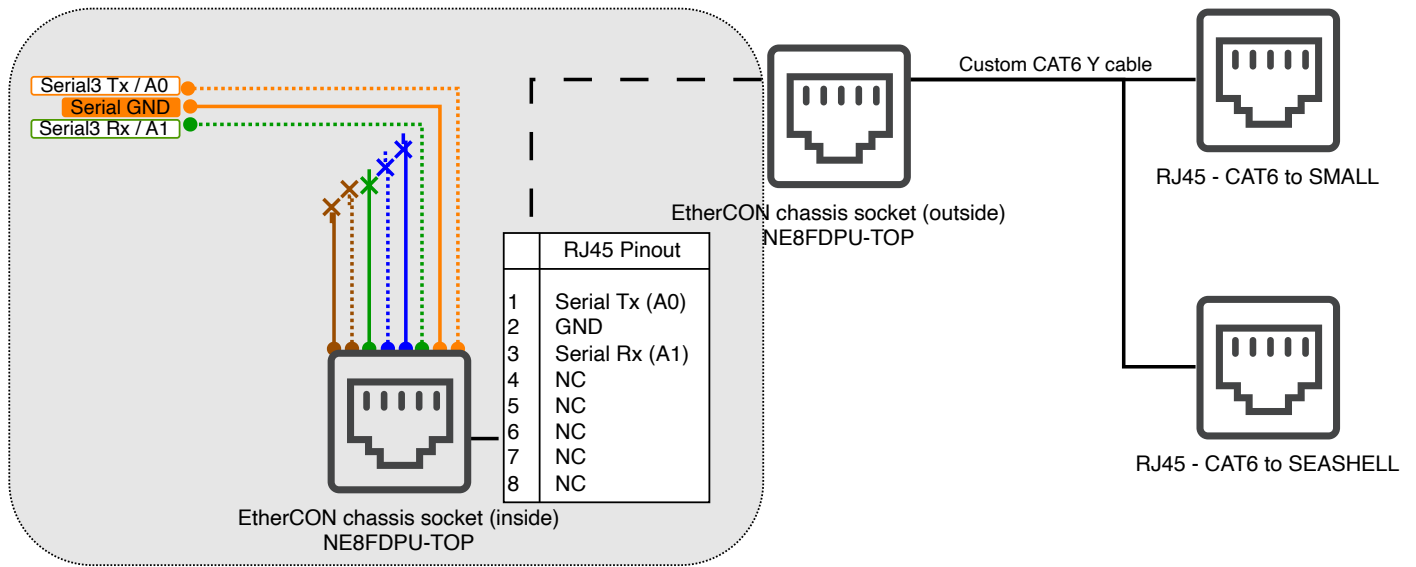 Serial3 Tx / A0
Serial GND
Serial3 Rx / A1
Custom CAT6 Y cable
RJ45 - CAT6 to SMALL
EtherCON chassis socket (outside)
NE8FDPU-TOP
RJ45 Pinout
1 Serial Tx (A0)
2 GND
3 Serial Rx (A1)
4 NC
5 NC
6 NC
7 NC
8 NC
RJ45 - CAT6 to SEASHELL
EtherCON chassis socket (inside)
NE8FDPU-TOP